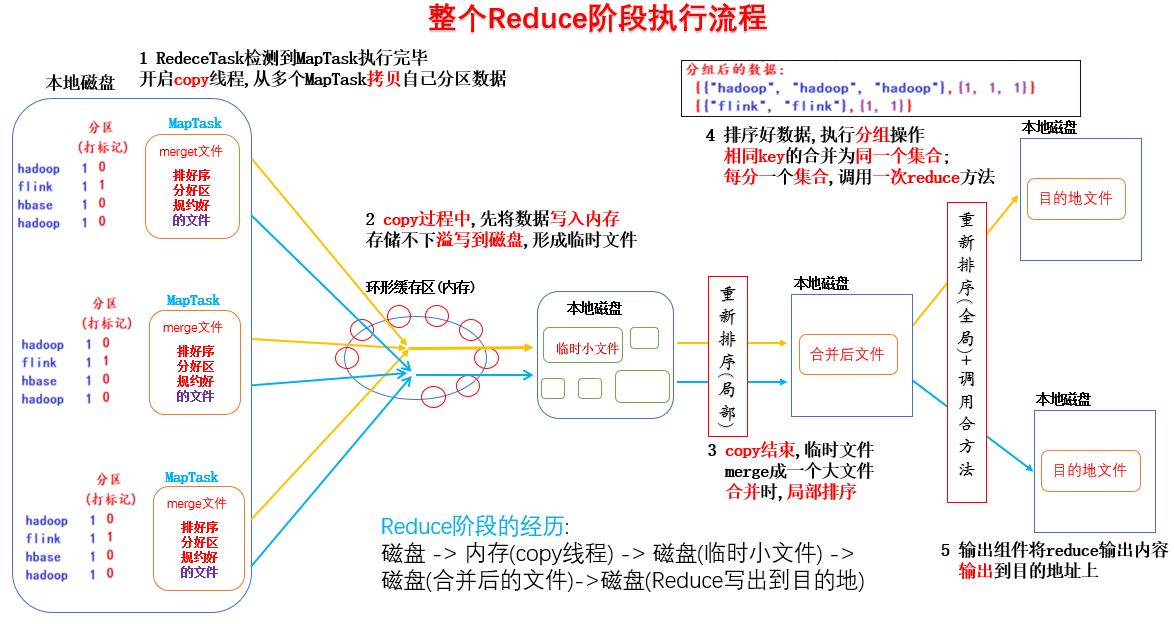 整个Reduce阶段执行流程
1 RedeceTask检测到MapTask执行完毕
开启copy线程,从多个MapTask拷贝自己分区数据
本地磁盘
分区
(打标记)
hadoop 1 0
flink 1 1
hbase 1 0
hadoop 1 0
MapTask
merget文件
排好序
分好区
规约好
的文件
分区
(打标记)
hadoop 1 0
flink 1 1
hbase 1 0
hadoop 1 0
MapTask
merge文件
排好序
分好区
规约好
的文件
分区
(打标记)
hadoop 1 0
flink 1 1
hbase 1 0
hadoop 1 0
MapTask
merge文件
排好序
分好区
规约好
的文件
2 copy过程中,先将数据写入内存
存储不下溢写到磁盘,形成临时文件
环形缓存区(内存)
本地磁盘
临时小文件
重新排序(局部)
本地磁盘
合并后文件
3 copy结束,临时文件
merge成一个大文件
合并时,局部排序
分组后的数据:
{{"hadoop", "hadoop", "hadoop"},{1, 1, 1}}
{{"flink", "flink"},{1, 1}}
4 排序好数据,执行分组操作
相同key的合并为同一个集合;
每分一个集合,调用一次reduce方法
重新排序(全局)+调用合方法
本地磁盘
目的地文件
本地磁盘
目的地文件
5 输出组件将reduce输出内容
输出到目的地址上
Reduce阶段的经历:
磁盘 -> 内存(copy线程) -> 磁盘(临时小文件) ->
磁盘(合并后的文件)->磁盘(Reduce写出到目的地)